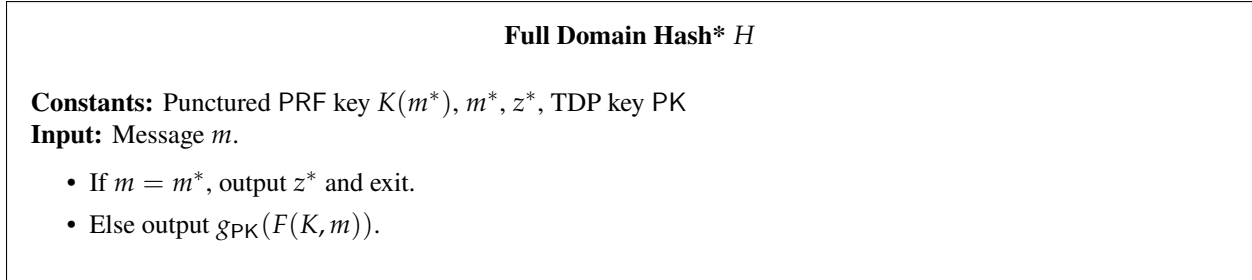 Full Domain Hash* H
Constants: Punctured PRF key K(m*), m*, z*, TDP key PK
Input: Message m.
• If m = m*, output z* and exit.
• Else output g_PK(F(K, m)).